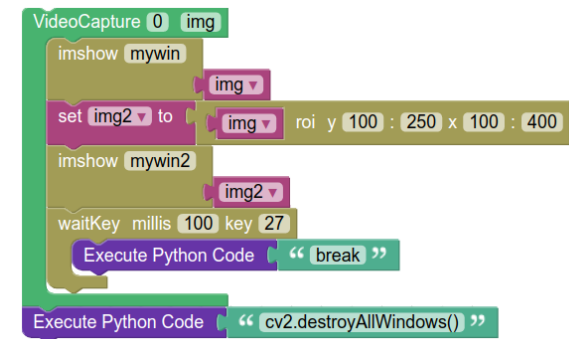 VideoCapture 0 img
imshow mywin
img ▾
set img2 ▾ to img ▾ roi y 100 : 250 x 100 : 400
imshow mywin2
img2 ▾
waitKey millis 100 key 27
Execute Python Code “ break ”
Execute Python Code “ cv2.destroyAllWindows() ”